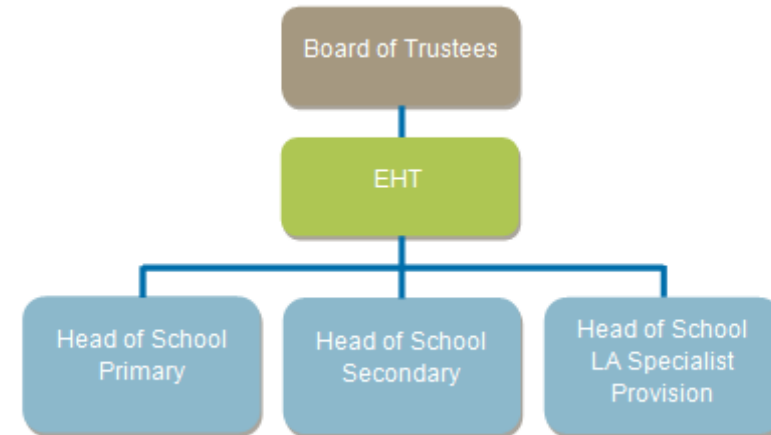 Board of Trustees
EHT
Head of School
Primary
Head of School
Secondary
Head of School
LA Specialist
Provision